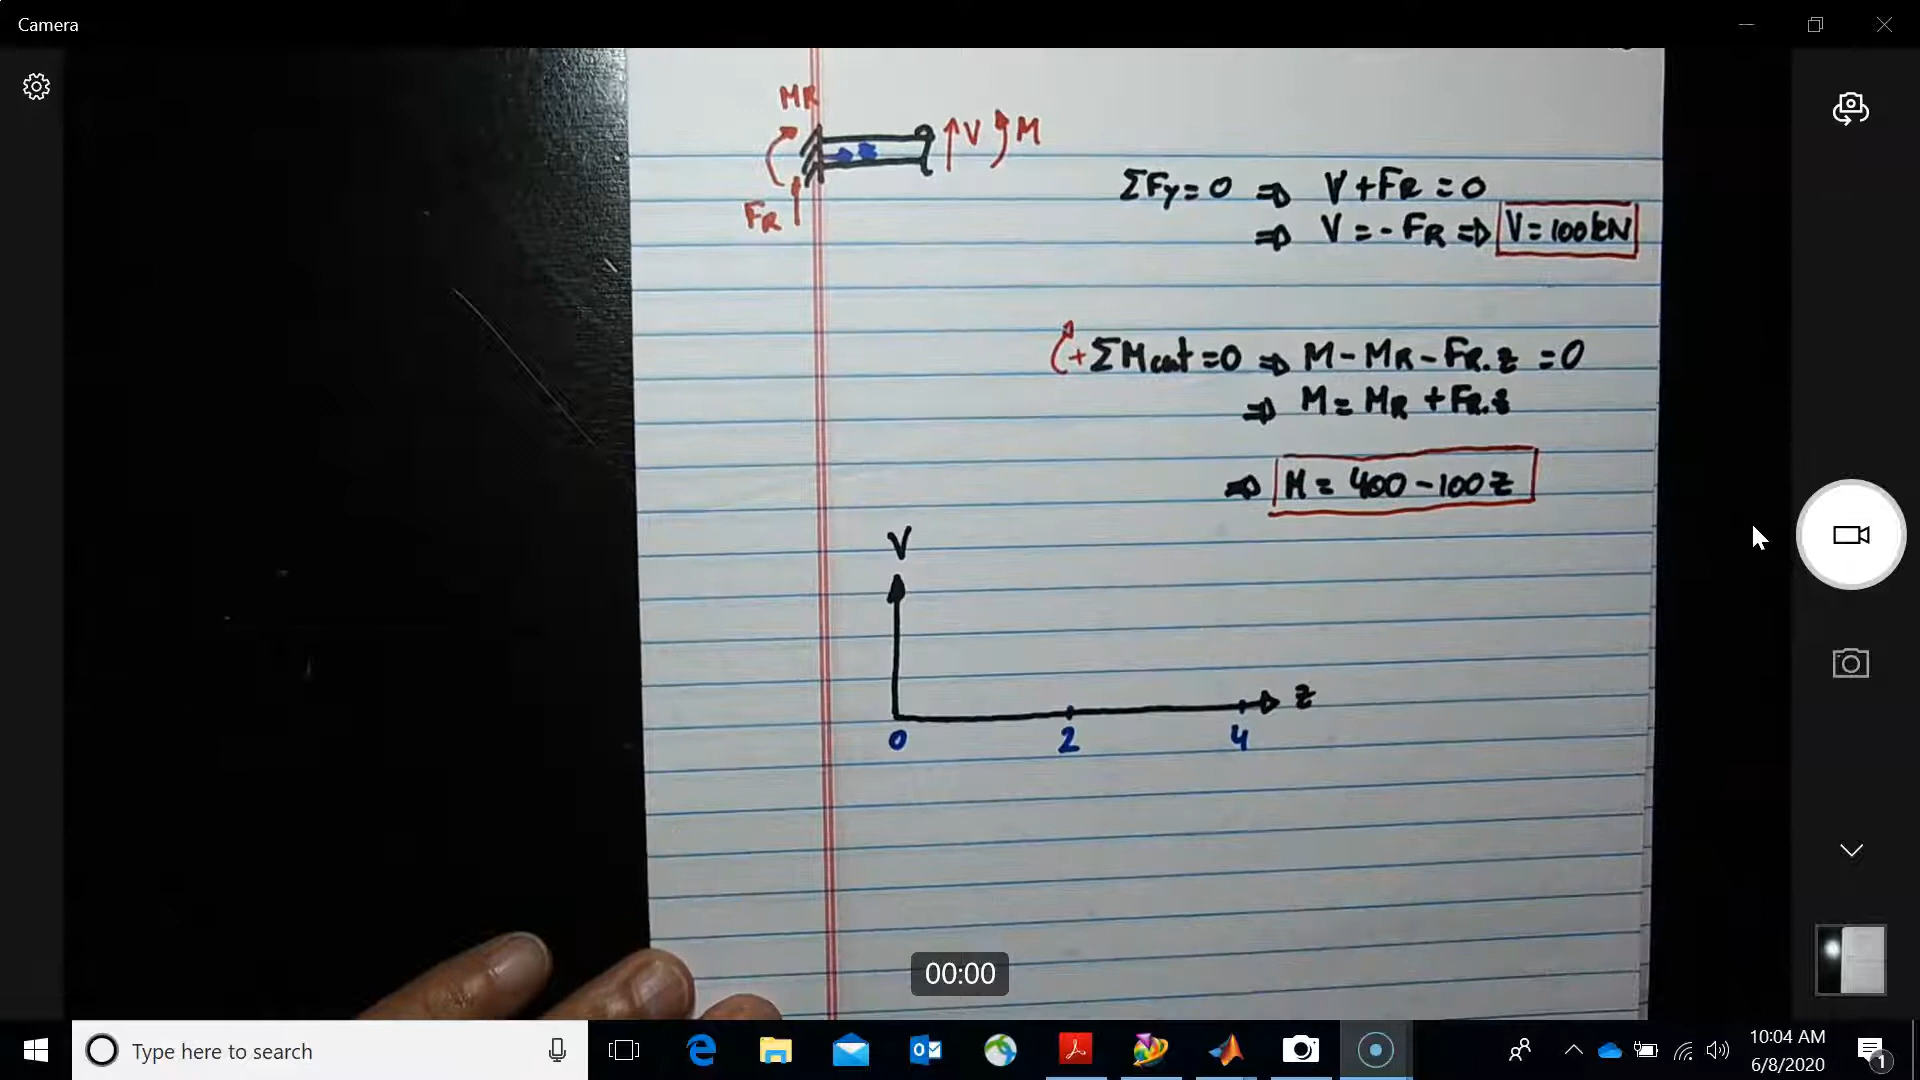 Camera
MR
V M
FR
ΣFy=0 ⇒ V+FR=0
⇒ V=-FR ⇒ V=100kN
+ΣMcut=0 ⇒ M-MR-FR.z=0
⇒ M=MR+FR.z
⇒ M=400-100z
V
z
0 2 4
00:00
Type here to search
10:04 AM
6/8/2020
1